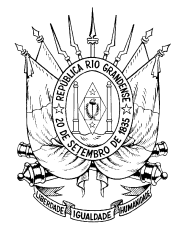 REPÚBLICA RIO GRANDENSE
20 DE SETEMBRO DE 1835
LIBERDADE IGUALDADE HUMANIDADE